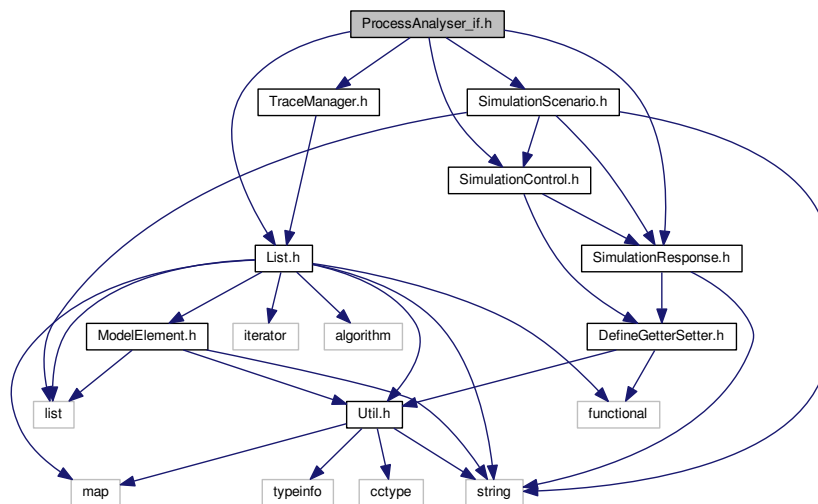 ProcessAnalyser_if.h
TraceManager.h
SimulationScenario.h
SimulationControl.h
List.h
SimulationResponse.h
ModelElement.h
iterator
algorithm
DefineGetterSetter.h
list
Util.h
functional
map
typeinfo
cctype
string